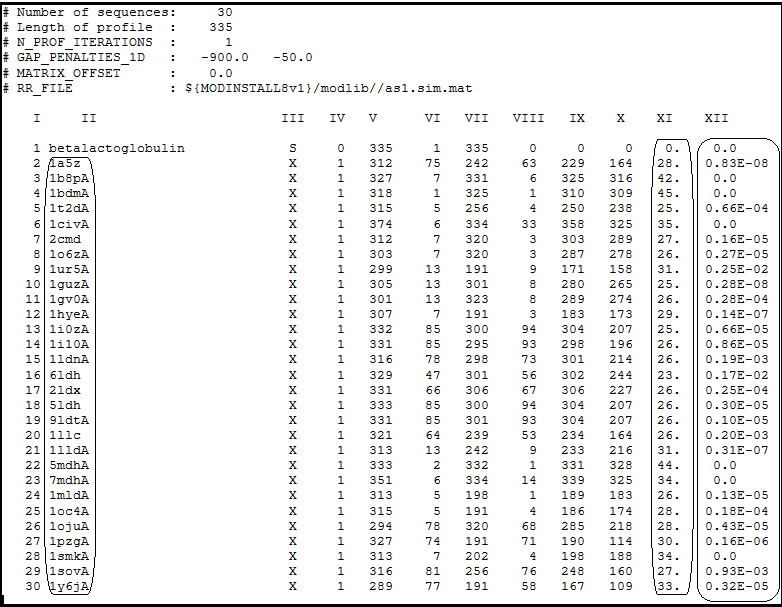 # Number of sequences: 30
# Length of profile : 335
# N_PROF_ITERATIONS : 1
# GAP_PENALTIES_1D : -900.0 -50.0
# MATRIX_OFFSET : 0.0
# RR_FILE : ${MODINSTALL8v1}/modlib//as1.sim.mat
I II III IV V VI VII VIII IX X XI XII
1 betalactoglobulin S 0 335 1 335 0 0 0 0. 0.0
2 1a5z X 1 312 75 242 63 229 164 28. 0.83E-08
3 1b8pA X 1 327 7 331 6 325 316 42. 0.0
4 1bdmA X 1 318 1 325 1 310 309 45. 0.0
5 1t2dA X 1 315 5 256 4 250 238 25. 0.66E-04
6 1civA X 1 374 6 334 33 358 325 35. 0.0
7 2cmd X 1 312 7 320 3 303 289 27. 0.16E-05
8 1o6zA X 1 303 7 320 3 287 278 26. 0.27E-05
9 1ur5A X 1 299 13 191 9 171 158 31. 0.25E-02
10 1guzA X 1 305 13 301 8 280 265 25. 0.28E-08
11 1gv0A X 1 301 13 323 8 289 274 26. 0.28E-04
12 1hyeA X 1 307 7 191 3 183 173 29. 0.14E-07
13 1i0zA X 1 332 85 300 94 304 207 25. 0.66E-05
14 1i10A X 1 331 85 295 93 298 196 26. 0.86E-05
15 1ldnA X 1 316 78 298 73 301 214 26. 0.19E-03
16 6ldh X 1 329 47 301 56 302 244 23. 0.17E-02
17 2ldx X 1 331 66 306 67 306 227 26. 0.25E-04
18 5ldh X 1 333 85 300 94 304 207 26. 0.30E-05
19 9ldtA X 1 331 85 301 93 304 207 26. 0.10E-05
20 1llc X 1 321 64 239 53 234 164 26. 0.20E-03
21 1lldA X 1 313 13 242 9 233 216 31. 0.31E-07
22 5mdhA X 1 333 2 332 1 331 328 44. 0.0
23 7mdhA X 1 351 6 334 14 339 325 34. 0.0
24 1mldA X 1 313 5 198 1 189 183 26. 0.13E-05
25 1oc4A X 1 315 5 191 4 186 174 28. 0.18E-04
26 1ojuA X 1 294 78 320 68 285 218 28. 0.43E-05
27 1pzgA X 1 327 74 191 71 190 114 30. 0.16E-06
28 1smkA X 1 313 7 202 4 198 188 34. 0.0
29 1sovA X 1 316 81 256 76 248 160 27. 0.93E-03
30 1y6jA X 1 289 77 191 58 167 109 33. 0.32E-05